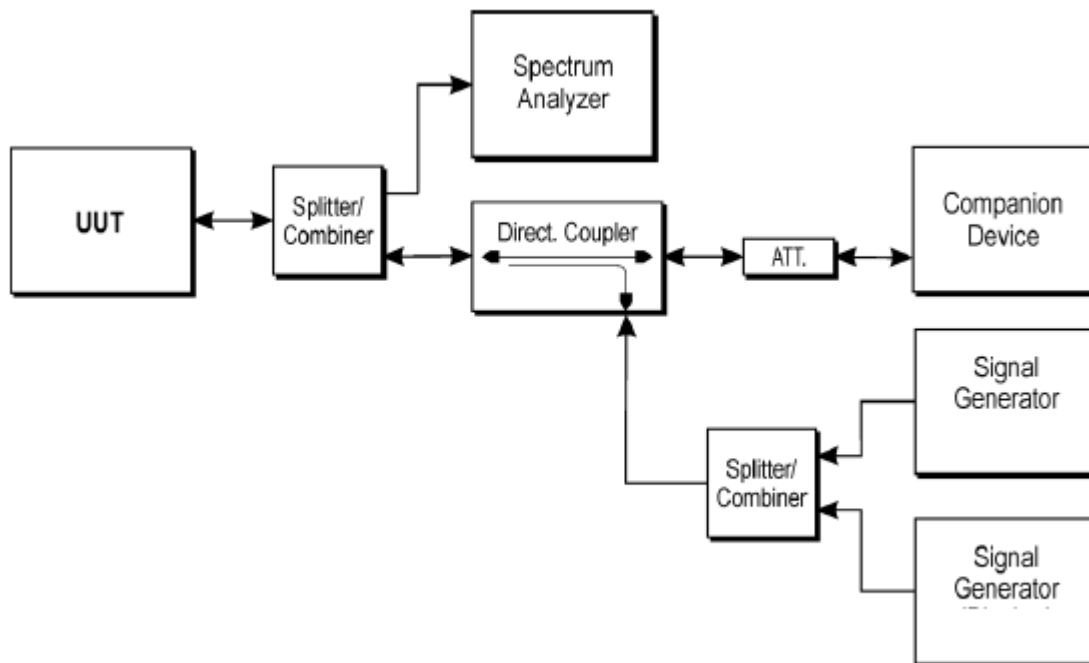 Spectrum
Analyzer
UUT
Splitter/
Combiner
Direct. Coupler
ATT.
Companion
Device
Signal
Generator
Splitter/
Combiner
Signal
Generator